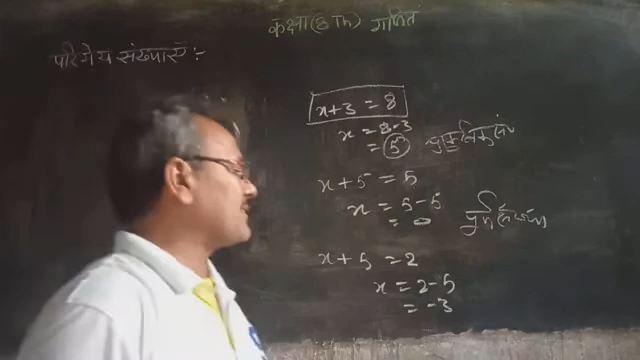 कक्षा (8 Th) गणित
परिमेय संख्याएँ :-
x + 3 = 8
x = 8 - 3
= 5
x + 5 = 5
x = 5 - 5
= 0
x + 5 = 2
x = 2 - 5
= -3